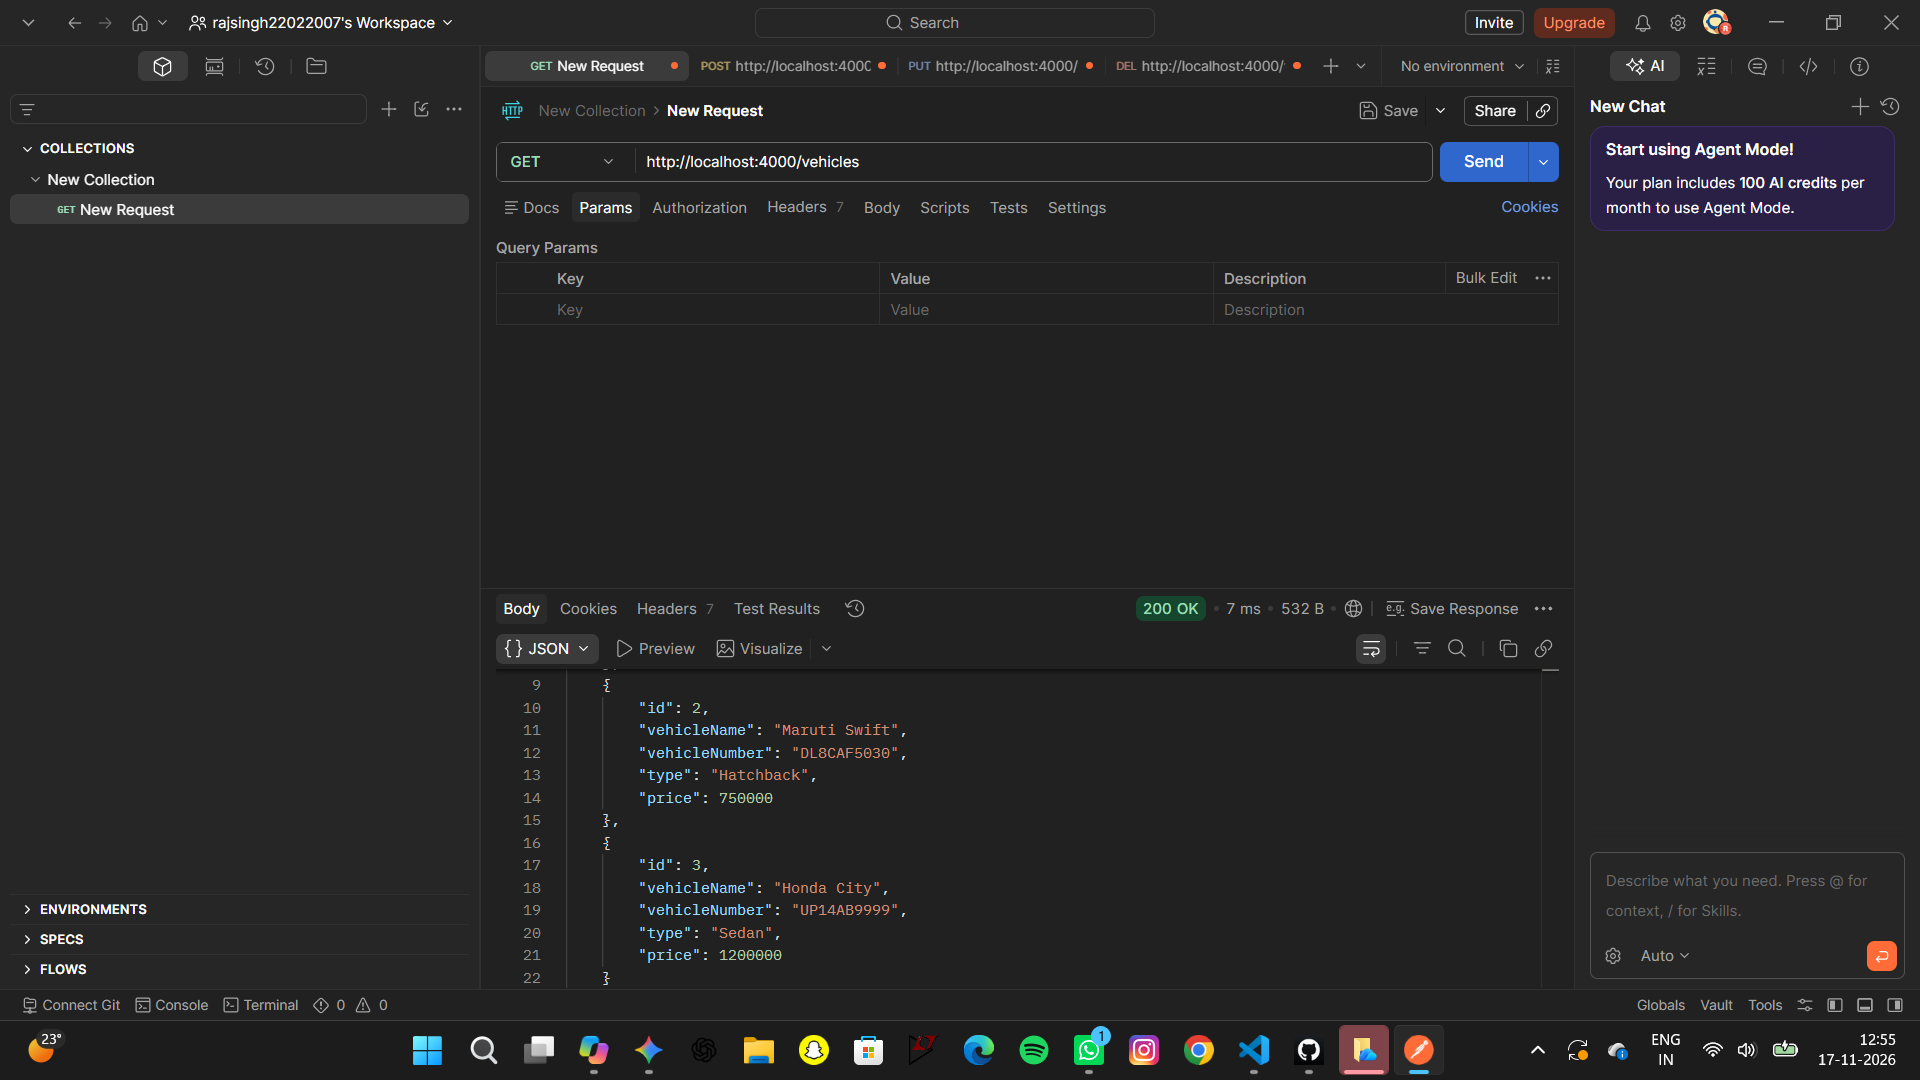 rajsingh22022007's Workspace
Search
Invite
Upgrade
GET New Request
POST http://localhost:400
PUT http://localhost:4000/
DEL http://localhost:4000/
No environment
AI
New Collection > New Request
Save
Share
New Chat
COLLECTIONS
New Collection
GET New Request
GET
http://localhost:4000/vehicles
Send
Start using Agent Mode!
Your plan includes 100 AI credits per
month to use Agent Mode.
Docs
Params
Authorization
Headers 7
Body
Scripts
Tests
Settings
Cookies
Query Params
Key Value Description Bulk Edit
Key Value Description
Body
Cookies
Headers 7
Test Results
200 OK • 7 ms • 532 B
e.g. Save Response
{} JSON
Preview
Visualize
9 {
10 "id": 2,
11 "vehicleName": "Maruti Swift",
12 "vehicleNumber": "DL8CAF5030",
13 "type": "Hatchback",
14 "price": 750000
15 },
16 {
17 "id": 3,
18 "vehicleName": "Honda City",
19 "vehicleNumber": "UP14AB9999",
20 "type": "Sedan",
21 "price": 1200000
22 }
Describe what you need. Press @ for
context, / for Skills.
Auto
ENVIRONMENTS
SPECS
FLOWS
Connect Git
Console
Terminal
0
0
Globals
Vault
Tools
23°
1
ENG
IN
12:55
17-11-2026